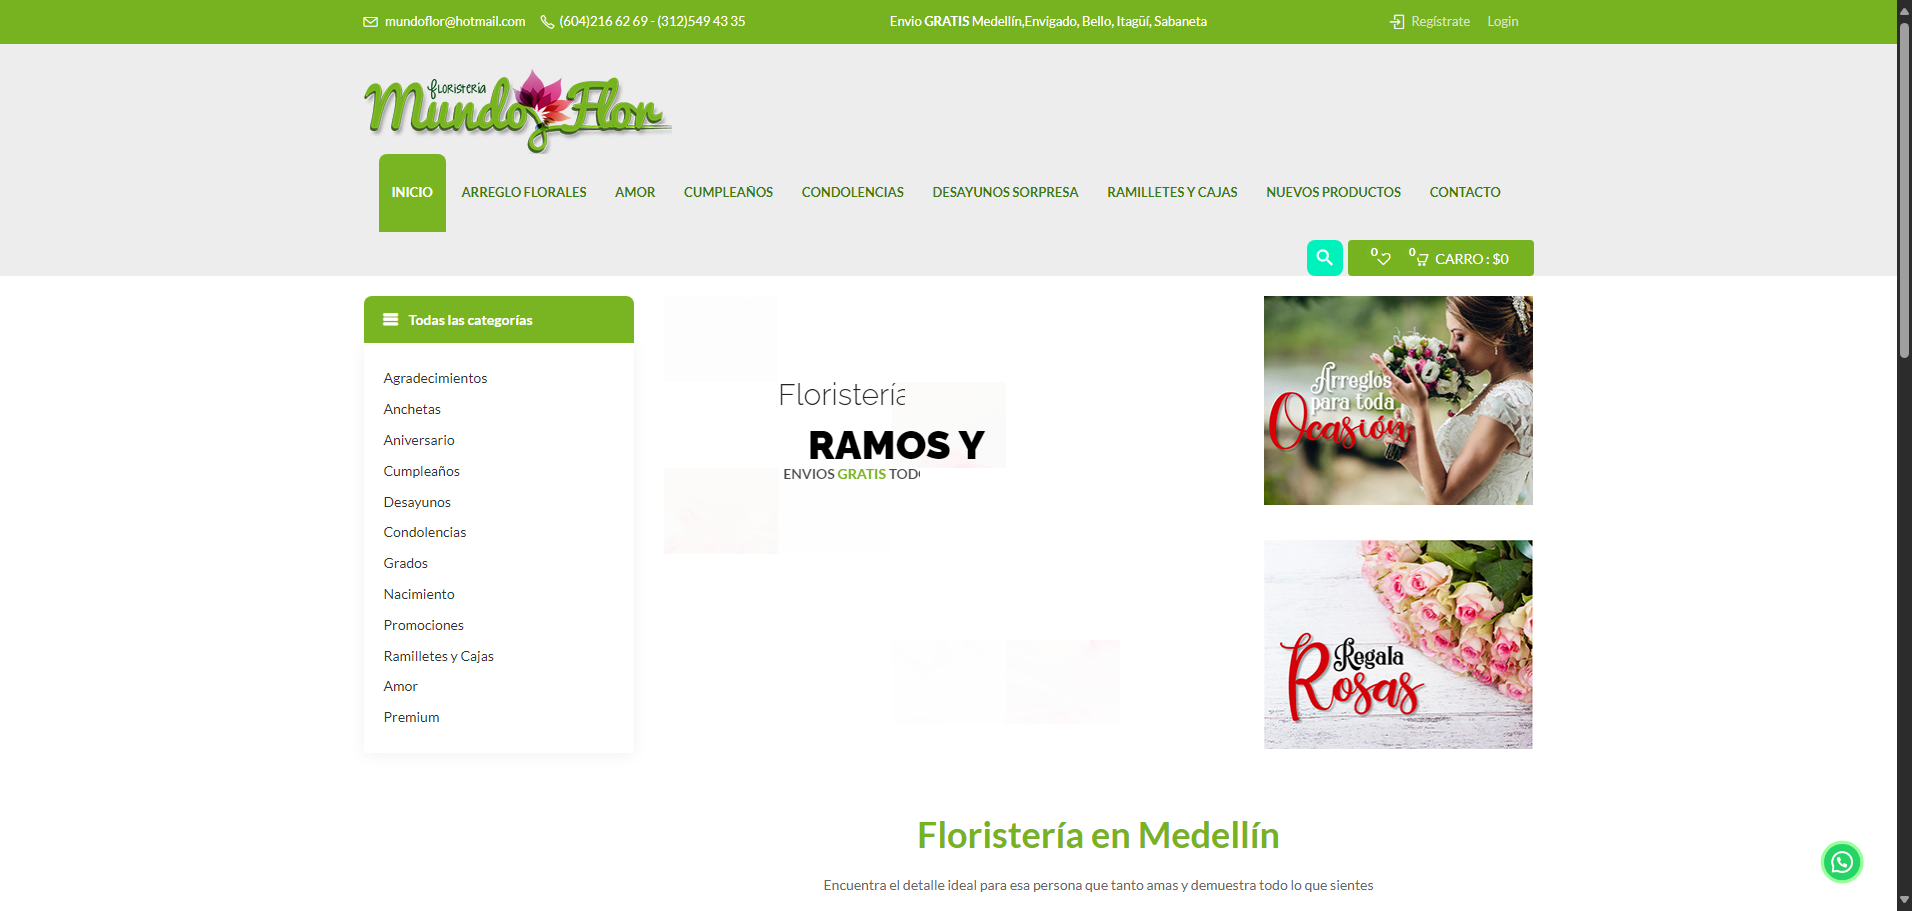 mundoflor@hotmail.com (604)216 62 69 - (312)549 43 35 Envio GRATIS Medellín,Envigado, Bello, Itagüí, Sabaneta Regístrate Login
floristería
Mundo Flor
INICIO ARREGLO FLORALES AMOR CUMPLEAÑOS CONDOLENCIAS DESAYUNOS SORPRESA RAMILLETES Y CAJAS NUEVOS PRODUCTOS CONTACTO
0 0 CARRO : $0
Todas las categorías
Agradecimientos
Anchetas
Aniversario
Cumpleaños
Desayunos
Condolencias
Grados
Nacimiento
Promociones
Ramilletes y Cajas
Amor
Premium
Floristería
RAMOS Y
ENVIOS GRATIS
Arreglos
para toda
Ocasión
Regala
Rosas
Floristería en Medellín
Encuentra el detalle ideal para esa persona que tanto amas y demuestra todo lo que sientes